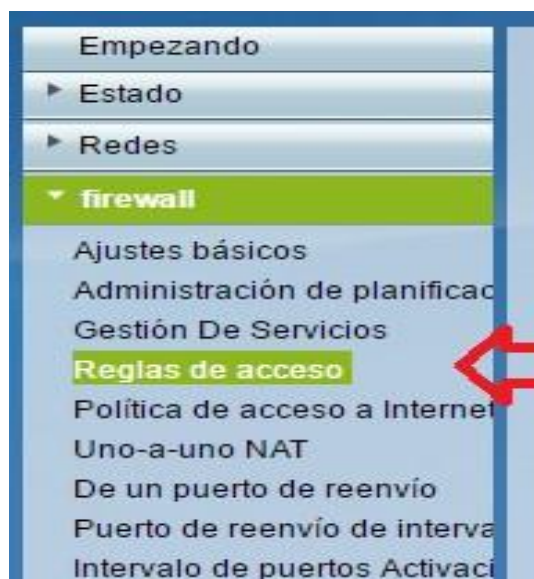 Empezando
Estado
Redes
firewall
Ajustes básicos
Administración de planificac
Gestión De Servicios
Reglas de acceso
Política de acceso a Internet
Uno-a-uno NAT
De un puerto de reenvío
Puerto de reenvío de interva
Intervalo de puertos Activaci